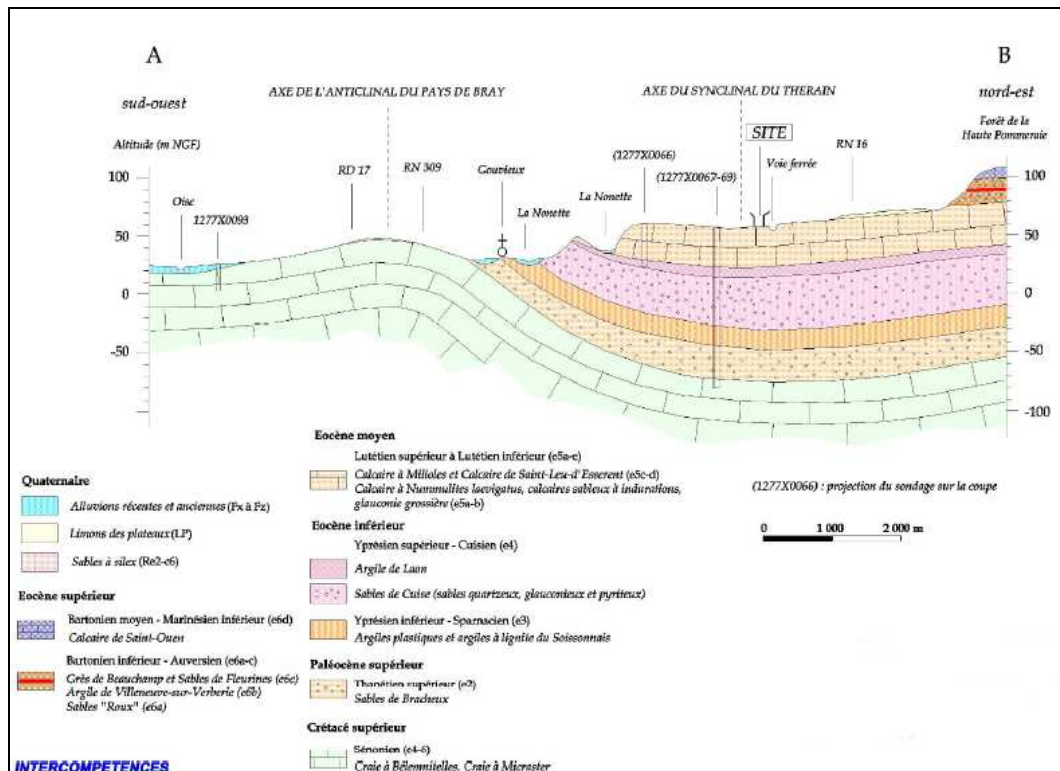 A
B
sud-ouest
AXE DE L'ANTICLINAL DU PAYS DE BRAY
AXE DU SYNCLINAL DU THERAIN
nord-est
Forêt de la
Haute Pommeraie
Altitude (m NGF)
SITE
RN 16
Voie ferrée
(1277X0066)
(1277X0067-69)
RD 17
RN 309
Gouvieux
La Nonette
La Nonette
Oise
1277X0093
100
50
0
-50
100
50
0
-50
-100
Quaternaire
Alluvions récentes et anciennes (Fx à Fz)
Limons des plateaux (LP)
Sables à silex (Re2-c6)
Eocène supérieur
Bartonien moyen - Marinésien inférieur (e6d)
Calcaire de Saint-Ouen
Bartonien inférieur - Auversien (e6a-c)
Grès de Beauchamp et Sables de Fleurines (e6c)
Argile de Villeneuve-sur-Verberie (e6b)
Sables "Roux" (e6a)
Eocène moyen
Lutétien supérieur à Lutétien inférieur (e5a-c)
Calcaire à Milioles et Calcaire de Saint-Leu-d'Esserent (e5c-d)
Calcaire à Nummulites laevigatus, calcaires sableux à indurations,
glauconie grossière (e5a-b)
Eocène inférieur
Yprésien supérieur - Cuisien (e4)
Argile de Laon
Sables de Cuise (sables quartzeux, glauconieux et pyriteux)
Yprésien inférieur - Sparnacien (e3)
Argiles plastiques et argiles à lignite du Soissonnais
Paléocène supérieur
Thanétien supérieur (e2)
Sables de Bracheux
Crétacé supérieur
Sénonien (c4-6)
Craie à Bélemnitelles, Craie à Micraster
(1277X0066) : projection du sondage sur la coupe
0 1 000 2 000 m
INTERCOMPETENCES